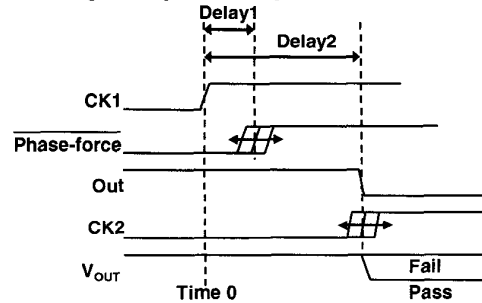 Delay1
Delay2
CK1
Phase-force
Out
CK2
VOUT
Fail
Pass
Time 0